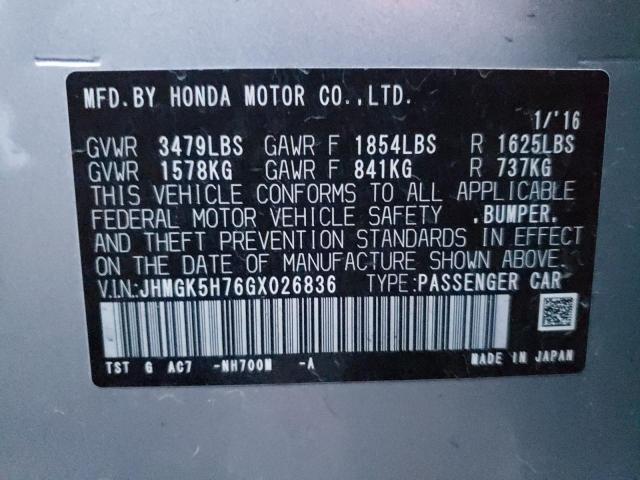 MFD.BY HONDA MOTOR CO.,LTD.
1/'16
GVWR 3479LBS GAWR F 1854LBS R 1625LBS
GVWR 1578KG GAWR F 841KG R 737KG
THIS VEHICLE CONFORMS TO ALL APPLICABLE
FEDERAL MOTOR VEHICLE SAFETY ,BUMPER,
AND THEFT PREVENTION STANDARDS IN EFFECT
ON THE DATE OF MANUFACTURE SHOWN ABOVE.
V.I.N:JHMGK5H76GX026836 TYPE:PASSENGER CAR
TST G AC7 -NH700M -A MADE IN JAPAN